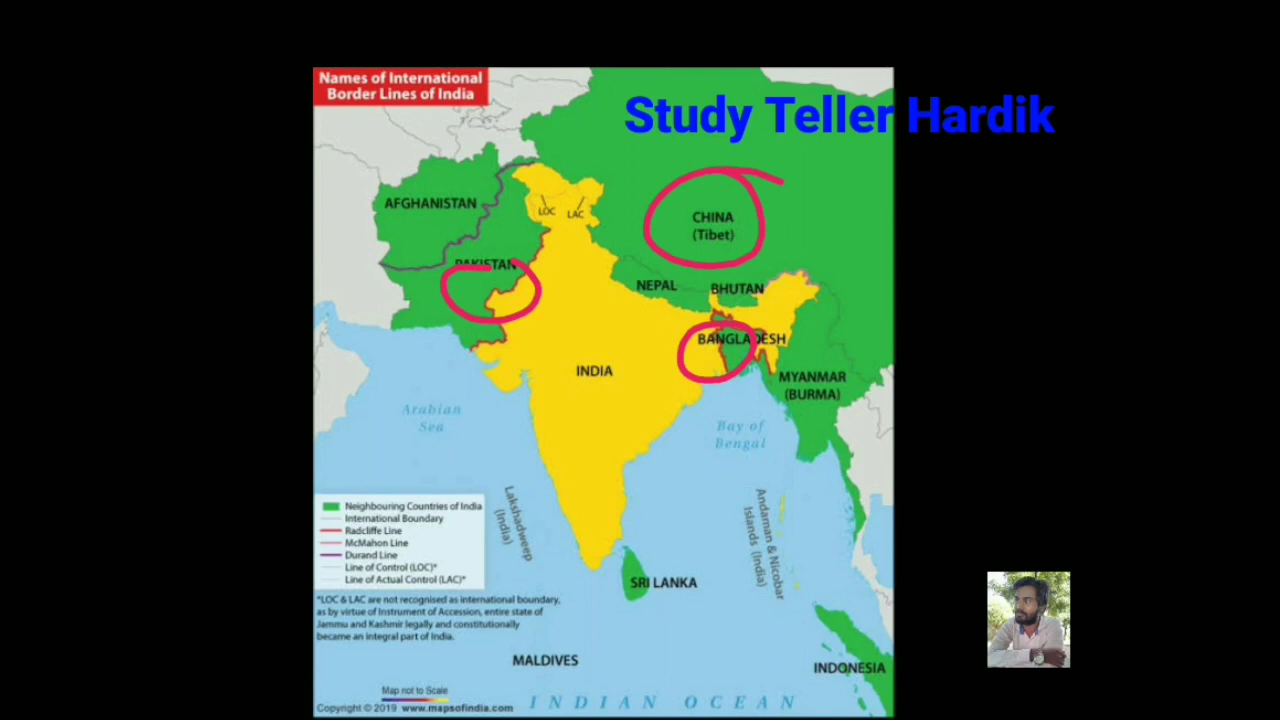 Names of International
Border Lines of India
Study Teller Hardik
AFGHANISTAN
LOC
LAC
CHINA
(Tibet)
PAKISTAN
NEPAL
BHUTAN
BANGLADESH
INDIA
MYANMAR
(BURMA)
Arabian
Sea
Bay of
Bengal
Lakshadweep
(India)
Andaman & Nicobar
Islands (India)
Neighbouring Countries of India
International Boundary
Radcliffe Line
McMahon Line
Durand Line
Line of Control (LOC)*
Line of Actual Control (LAC)*
SRI LANKA
*LOC & LAC are not recognised as international boundary,
as by virtue of Instrument of Accession, entire state of
Jammu and Kashmir legally and constitutionally
became an integral part of India.
MALDIVES
INDONESIA
Map not to Scale
INDIAN OCEAN
Copyright © 2019 www.mapsofindia.com